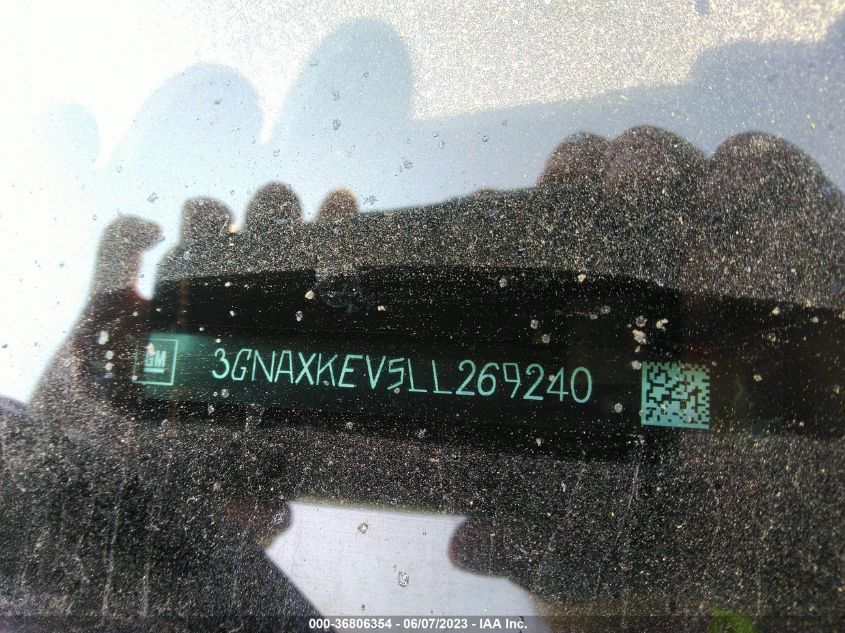 GM 3GNAXKEV5LL269240
000-36806354 - 06/07/2023 - IAA Inc.